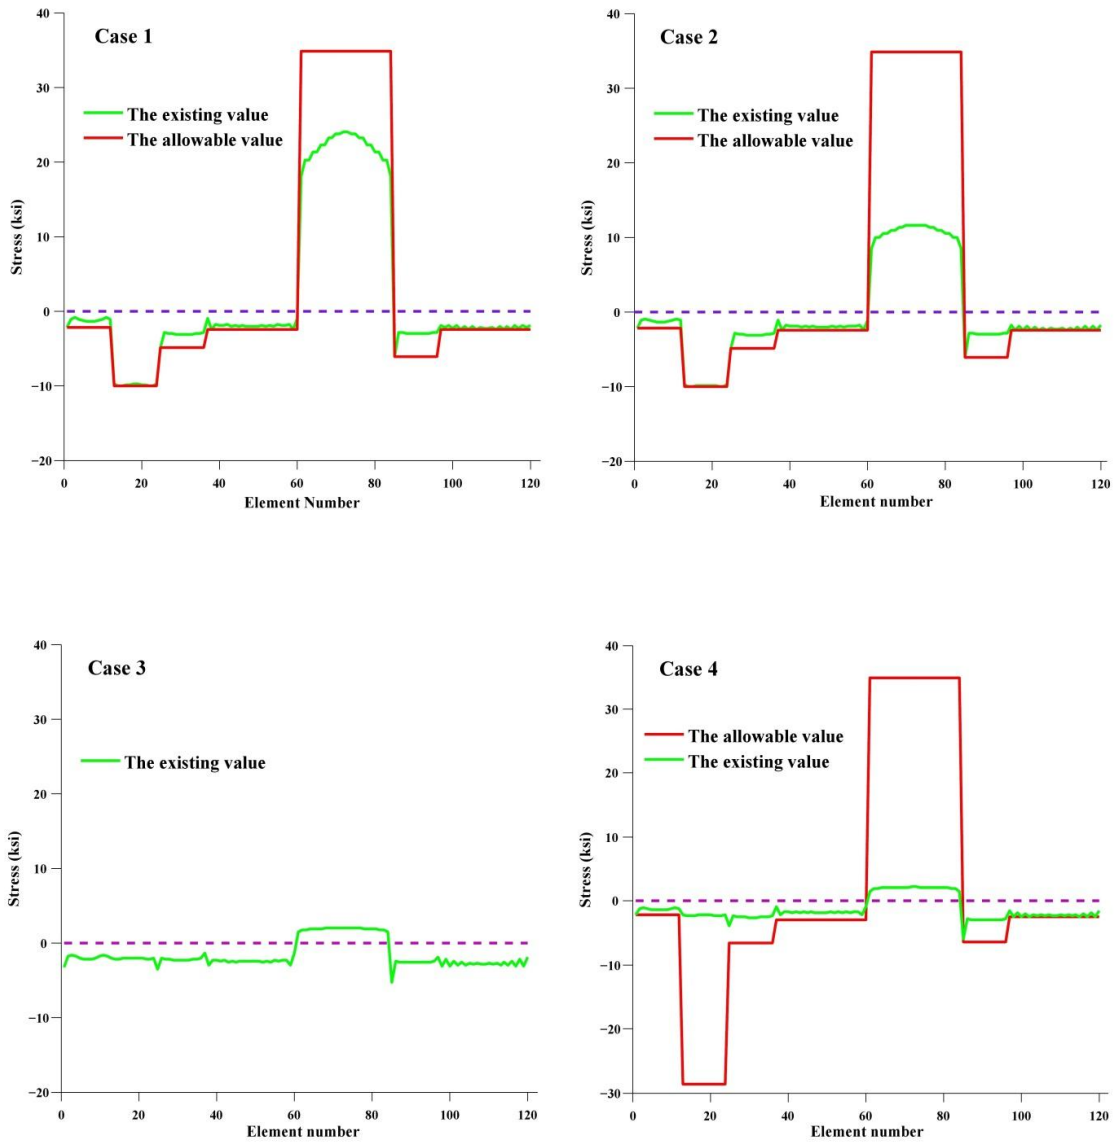 Case 1
40
30
20
10
0
−10
−20
Stress (ksi)
The existing value
The allowable value
0 20 40 60 80 100 120
Element Number
Case 2
40
30
20
10
0
−10
−20
Stress (ksi)
The existing value
The allowable value
0 20 40 60 80 100 120
Element number
Case 3
40
30
20
10
0
−10
−20
Stress (ksi)
The existing value
0 20 40 60 80 100 120
Element number
Case 4
40
30
20
10
0
−10
−20
−30
Stress (ksi)
The allowable value
The existing value
0 20 40 60 80 100 120
Element number